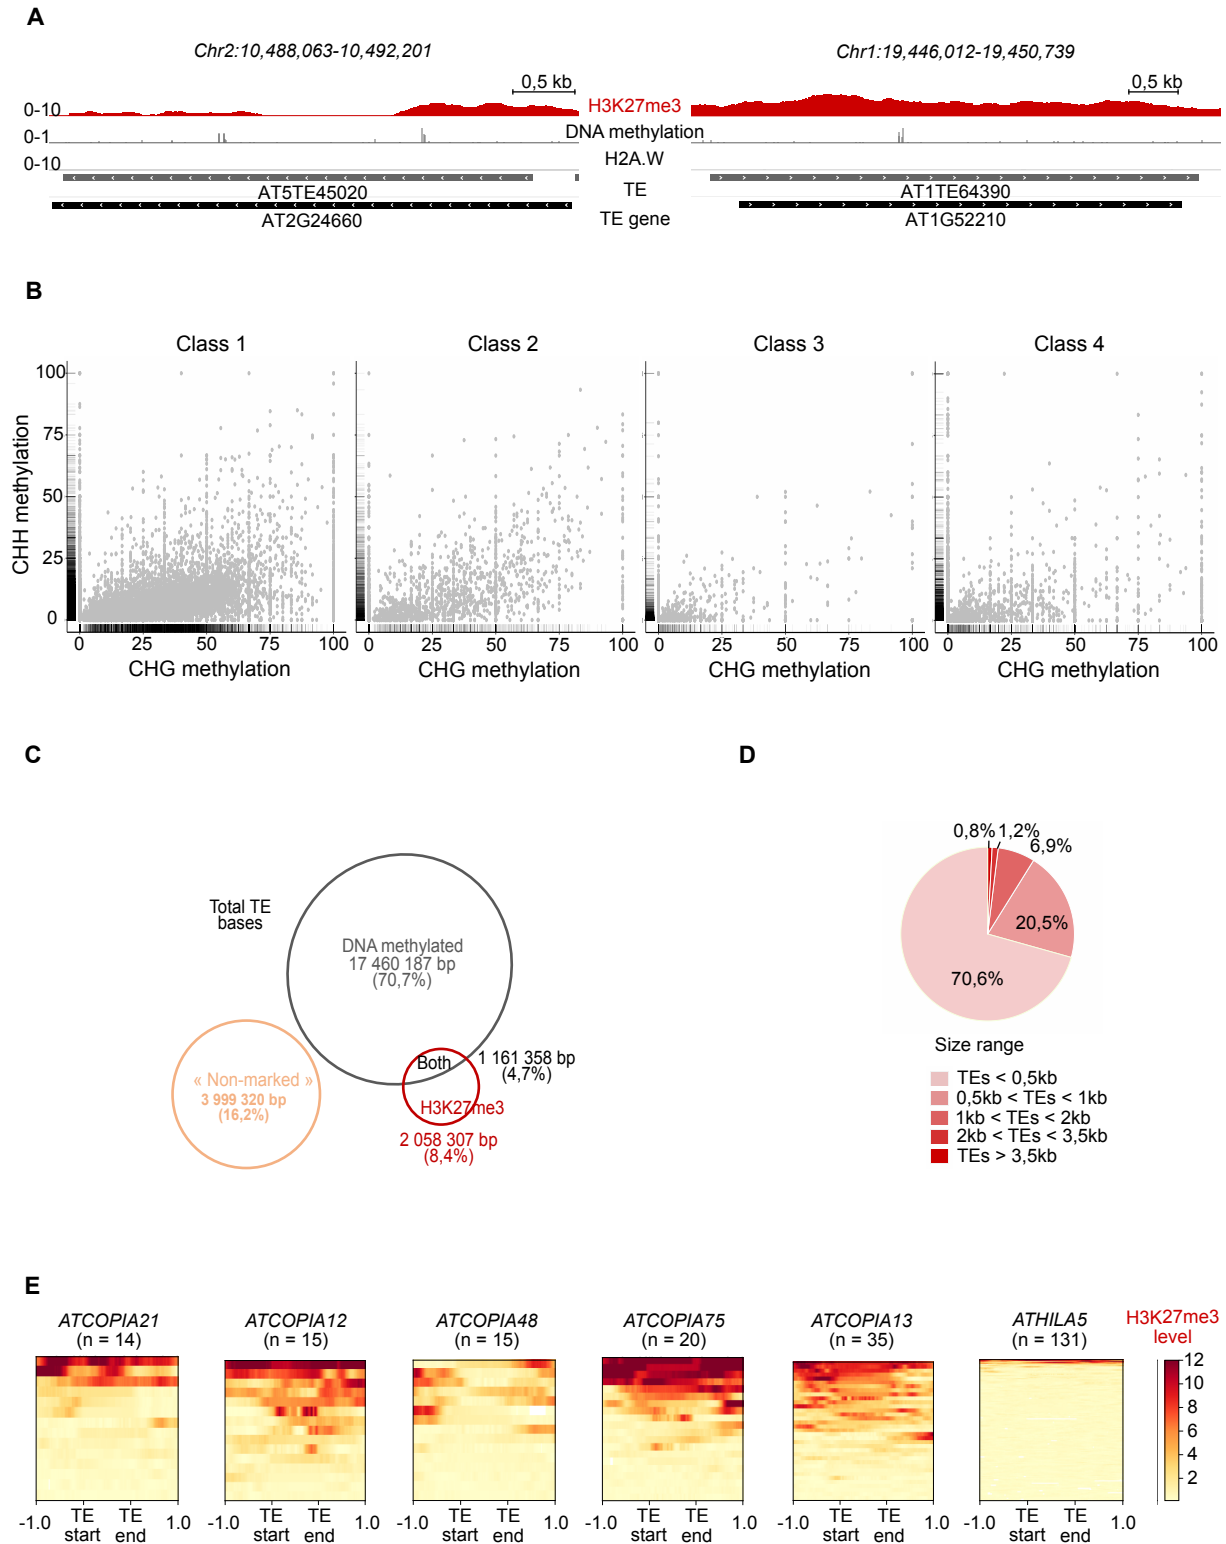 A
Chr2:10,488,063-10,492,201
Chr1:19,446,012-19,450,739
0,5 kb
0,5 kb
0-10
H3K27me3
0-1
DNA methylation
0-10
H2A.W
AT5TE45020
TE
AT1TE64390
AT2G24660
TE gene
AT1G52210
B
Class 1
Class 2
Class 3
Class 4
CHH methylation
100
75
50
25
0
0 25 50 75 100
0 25 50 75 100
0 25 50 75 100
0 25 50 75 100
CHG methylation
CHG methylation
CHG methylation
CHG methylation
C
Total TE
bases
DNA methylated
17 460 187 bp
(70,7%)
Both
1 161 358 bp
(4,7%)
« Non-marked »
3 999 320 bp
(16,2%)
H3K27me3
2 058 307 bp
(8,4%)
D
0,8%
1,2%
6,9%
20,5%
70,6%
Size range
TEs < 0,5kb
0,5kb < TEs < 1kb
1kb < TEs < 2kb
2kb < TEs < 3,5kb
TEs > 3,5kb
E
ATCOPIA21
(n = 14)
ATCOPIA12
(n = 15)
ATCOPIA48
(n = 15)
ATCOPIA75
(n = 20)
ATCOPIA13
(n = 35)
ATHILA5
(n = 131)
H3K27me3
level
12
10
8
6
4
2
-1.0 TE start TE end 1.0
-1.0 TE start TE end 1.0
-1.0 TE start TE end 1.0
-1.0 TE start TE end 1.0
-1.0 TE start TE end 1.0
-1.0 TE start TE end 1.0